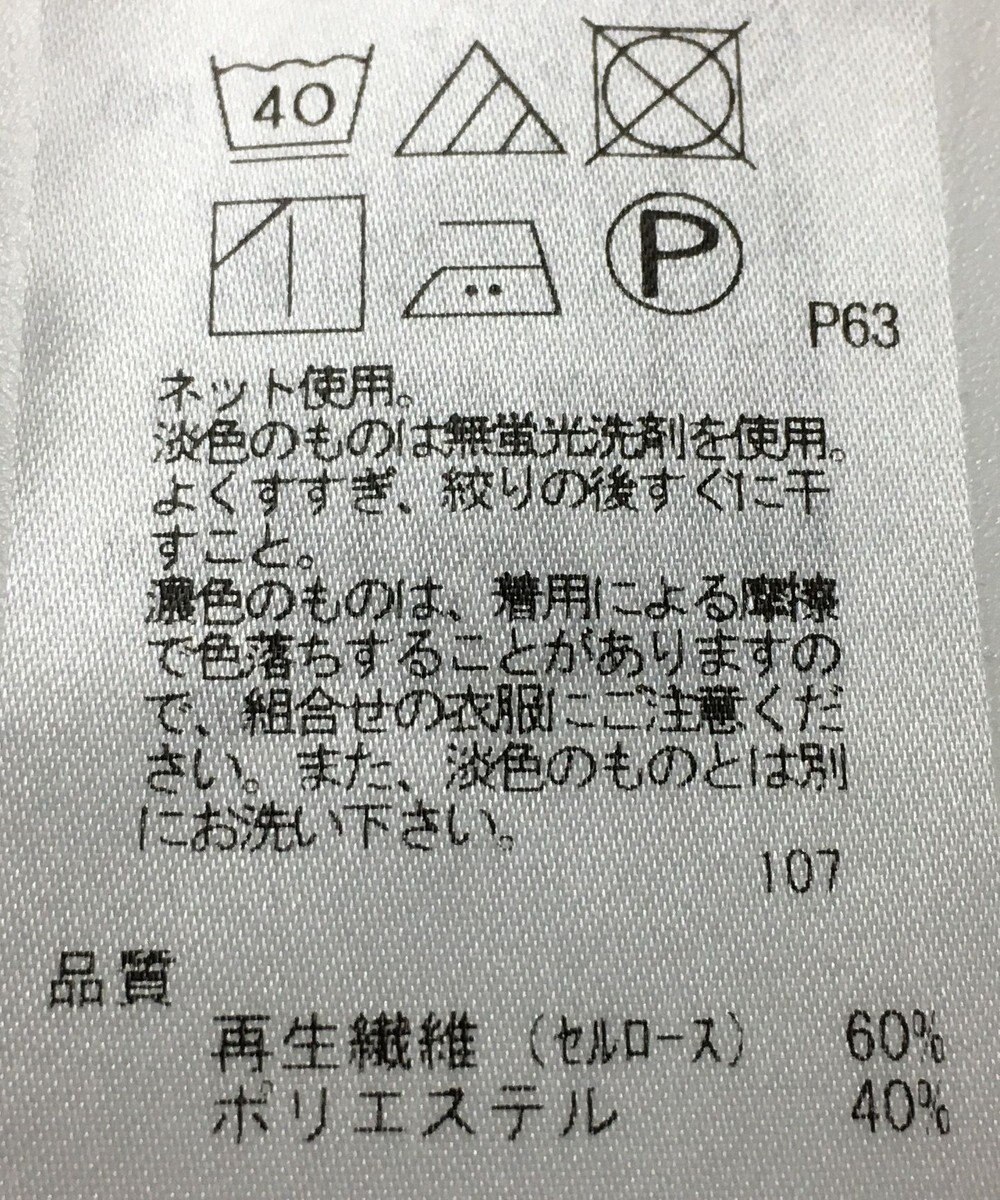 40
P
P63
ネット使用。
淡色のものは無蛍光洗剤を使用。
よくすすぎ、絞りの後すぐに干
すこと。
濃色のものは、着用による摩擦
で色落ちすることがありますの
で、組合せの衣服にご注意くだ
さい。また、淡色のものとは別
にお洗い下さい。
107
品質
再生繊維（セルロース） 60%
ポリエステル 40%